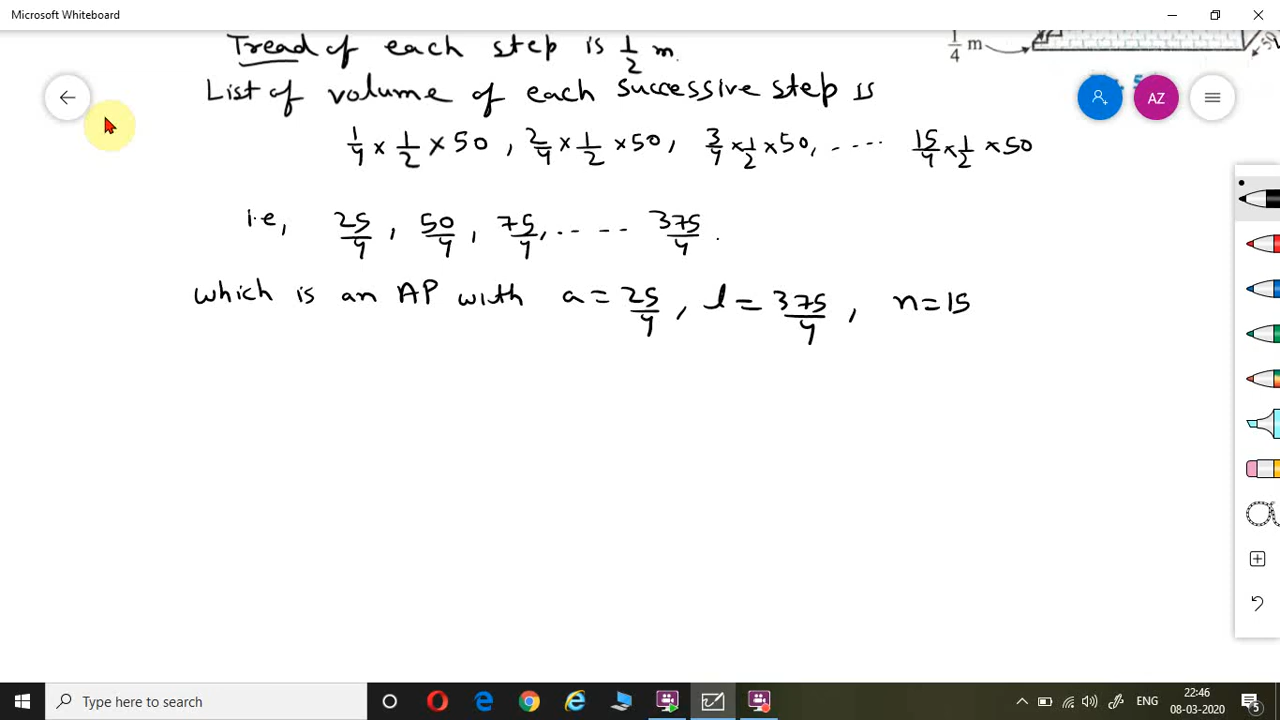 Microsoft Whiteboard
Tread of each step is 1/2 m.
1/4 m
50
List of volume of each successive step is
AZ
1/4 × 1/2 × 50, 2/4 × 1/2 × 50, 3/4 × 1/2 × 50, .... 15/4 × 1/2 × 50
i.e, 25/4, 50/4, 75/4, ..... 375/4.
which is an AP with a = 25/4, l = 375/4, n = 15
Type here to search
ENG
22:46
08-03-2020
5